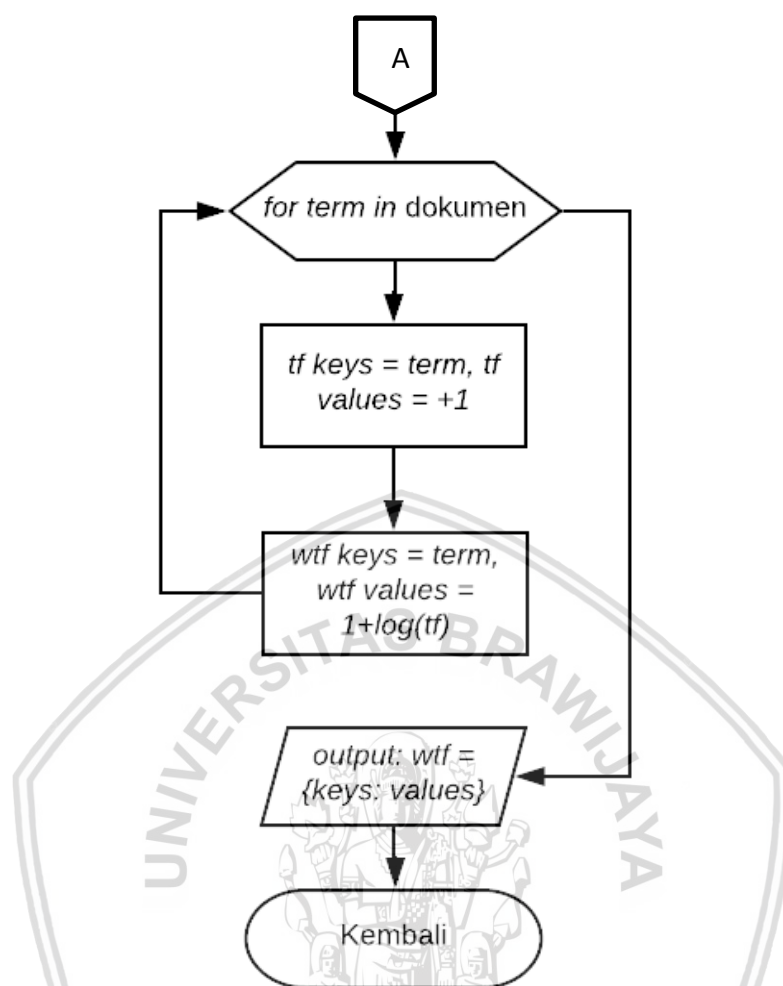 A
for term in dokumen
tf keys = term, tf
values = +1
wtf keys = term,
wtf values =
1+log(tf)
UNIVERSITAS BRAWIJAYA
output: wtf =
{keys: values}
Kembali